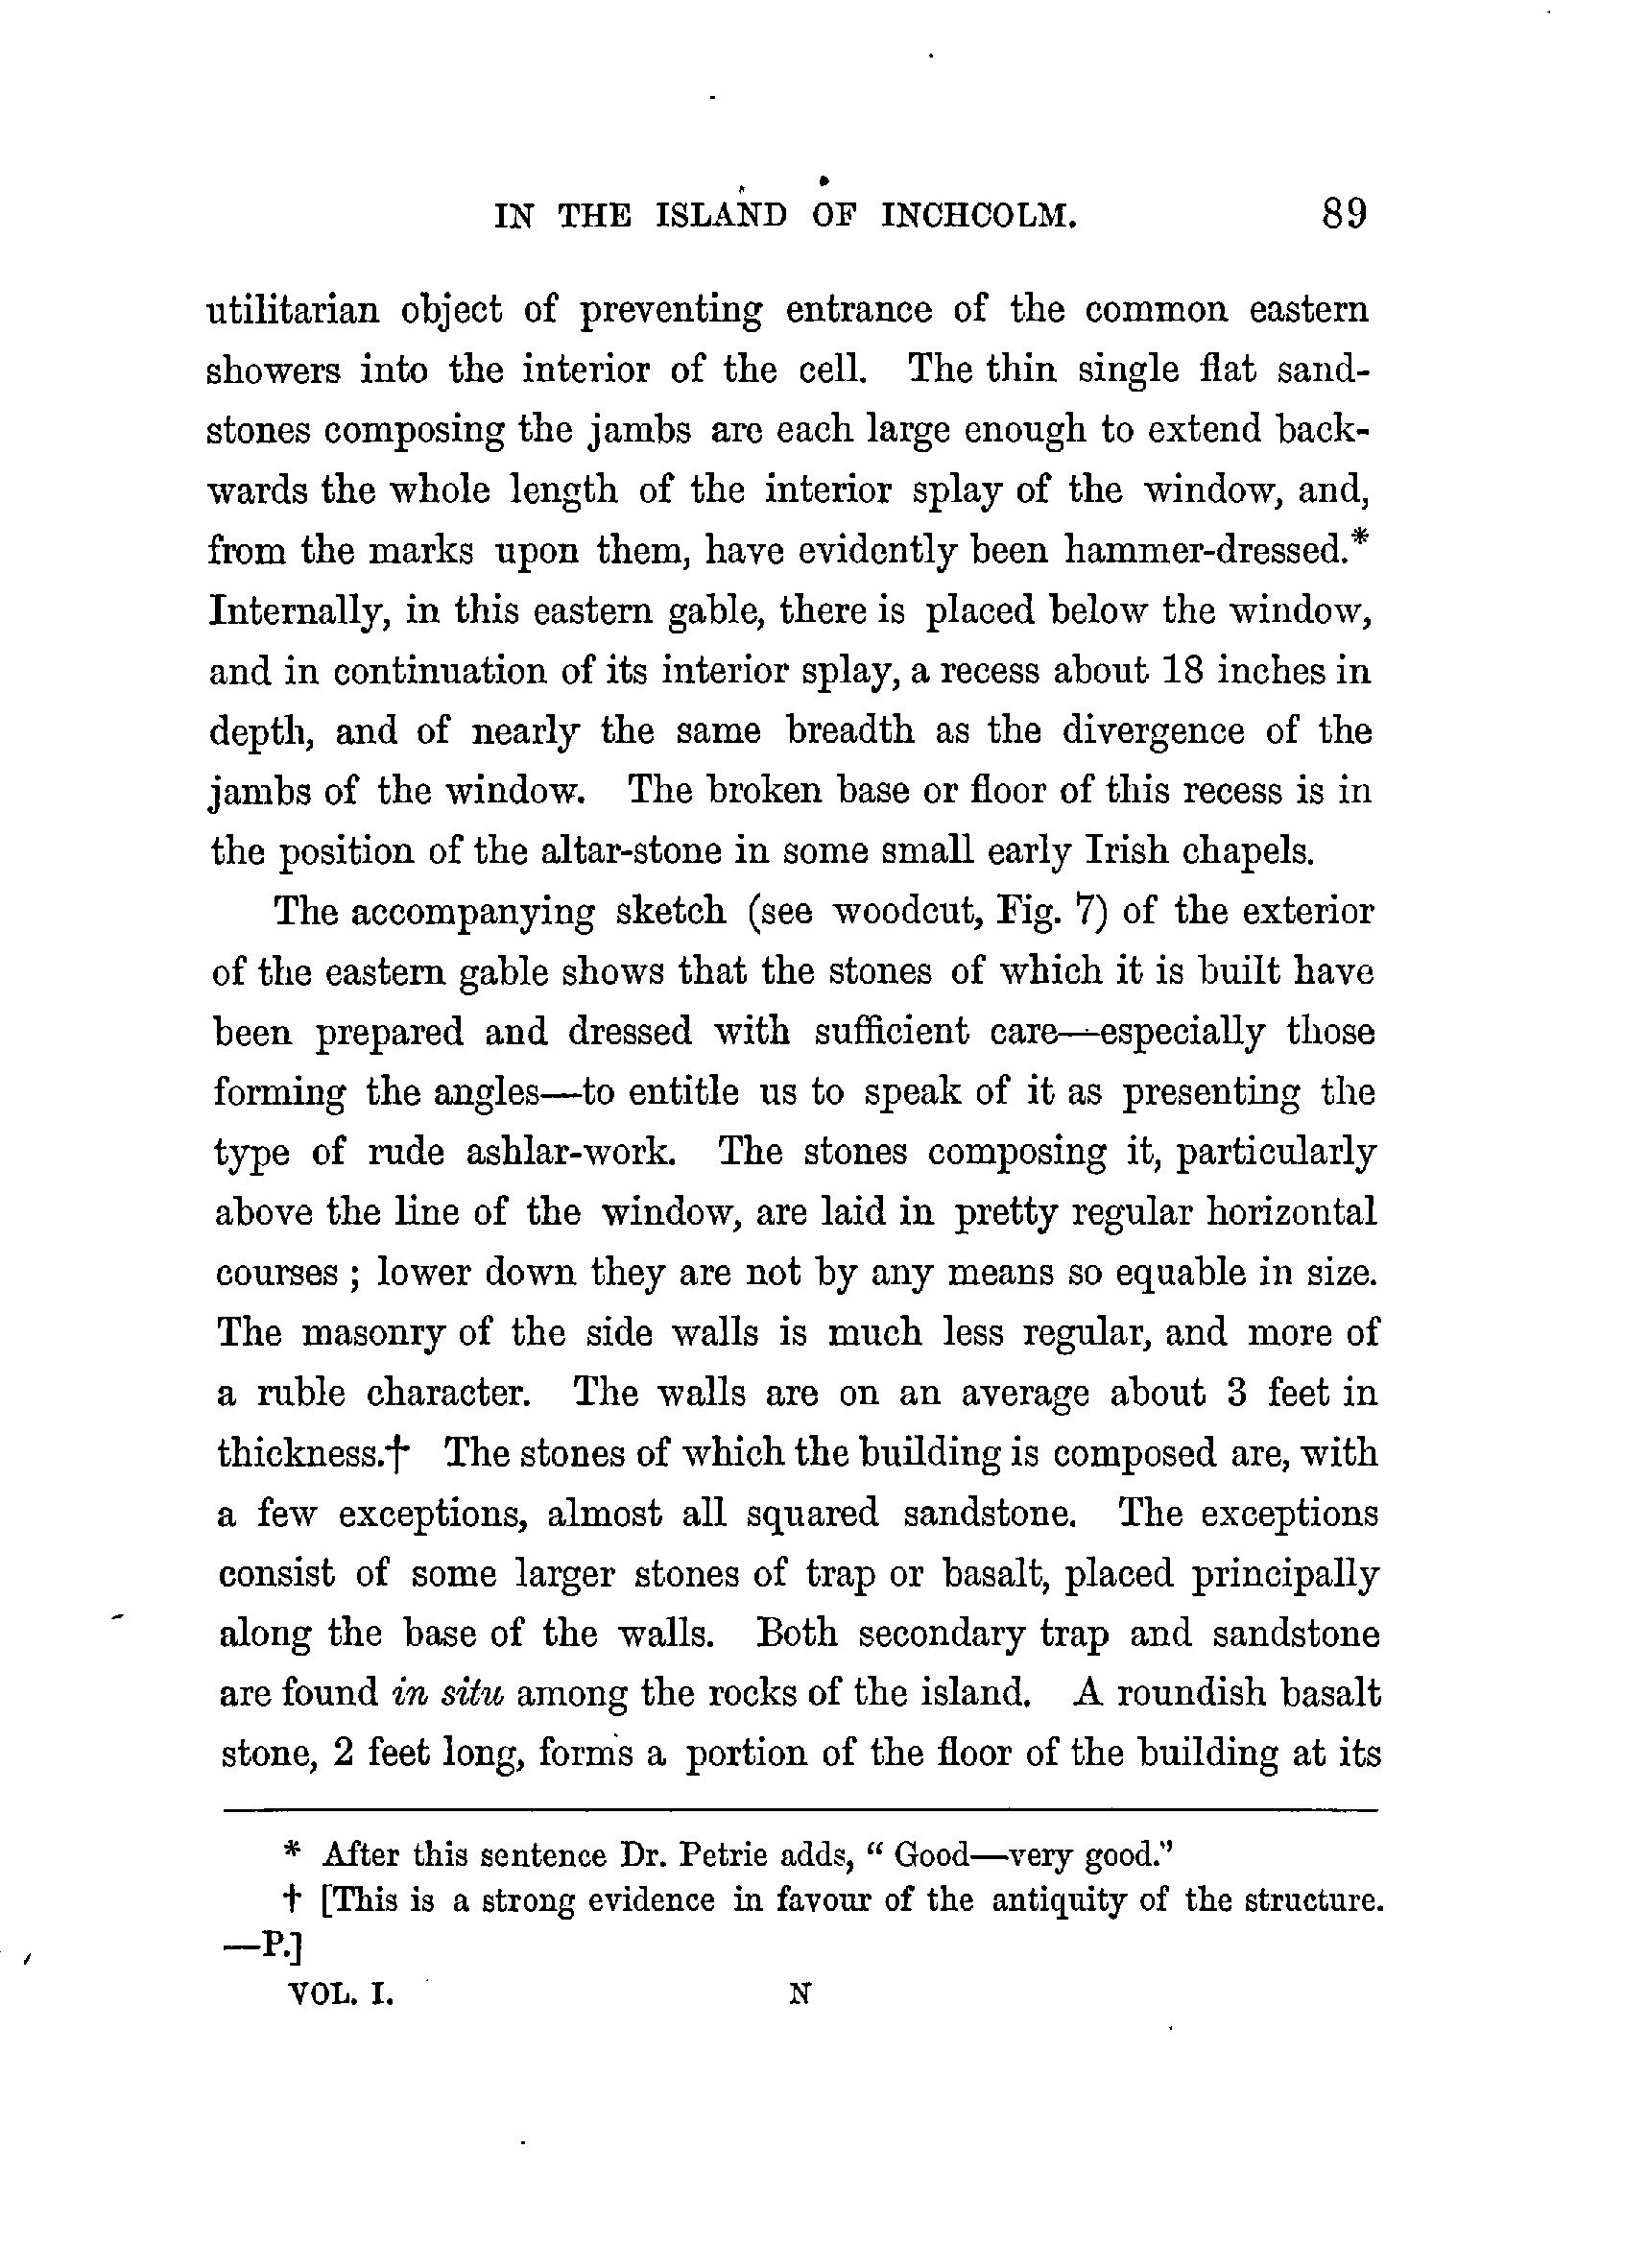 IN THE ISLAND OF INCHCOLM. 89
utilitarian object of preventing entrance of the common eastern
showers into the interior of the cell. The thin single flat sand-
stones composing the jambs are each large enough to extend back-
wards the whole length of the interior splay of the window, and,
from the marks upon them, have evidently been hammer-dressed.*
Internally, in this eastern gable, there is placed below the window,
and in continuation of its interior splay, a recess about 18 inches in
depth, and of nearly the same breadth as the divergence of the
jambs of the window. The broken base or floor of this recess is in
the position of the altar-stone in some small early Irish chapels.
The accompanying sketch (see woodcut, Fig. 7) of the exterior
of the eastern gable shows that the stones of which it is built have
been prepared and dressed with sufficient care—especially those
forming the angles—to entitle us to speak of it as presenting the
type of rude ashlar-work. The stones composing it, particularly
above the line of the window, are laid in pretty regular horizontal
courses ; lower down they are not by any means so equable in size.
The masonry of the side walls is much less regular, and more of
a ruble character. The walls are on an average about 3 feet in
thickness.† The stones of which the building is composed are, with
a few exceptions, almost all squared sandstone. The exceptions
consist of some larger stones of trap or basalt, placed principally
along the base of the walls. Both secondary trap and sandstone
are found in situ among the rocks of the island. A roundish basalt
stone, 2 feet long, forms a portion of the floor of the building at its
* After this sentence Dr. Petrie adds, “ Good—very good.”
† [This is a strong evidence in favour of the antiquity of the structure.
—P.]
VOL. I. N